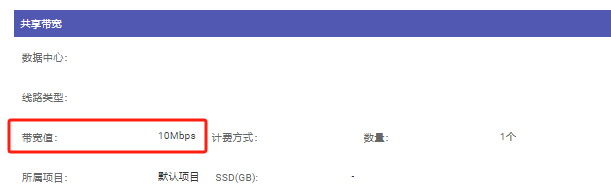 共享带宽
数据中心:
线路类型:
带宽值: 10Mbps 计费方式: 数量: 1个
所属项目: 默认项目 SSD(GB): -